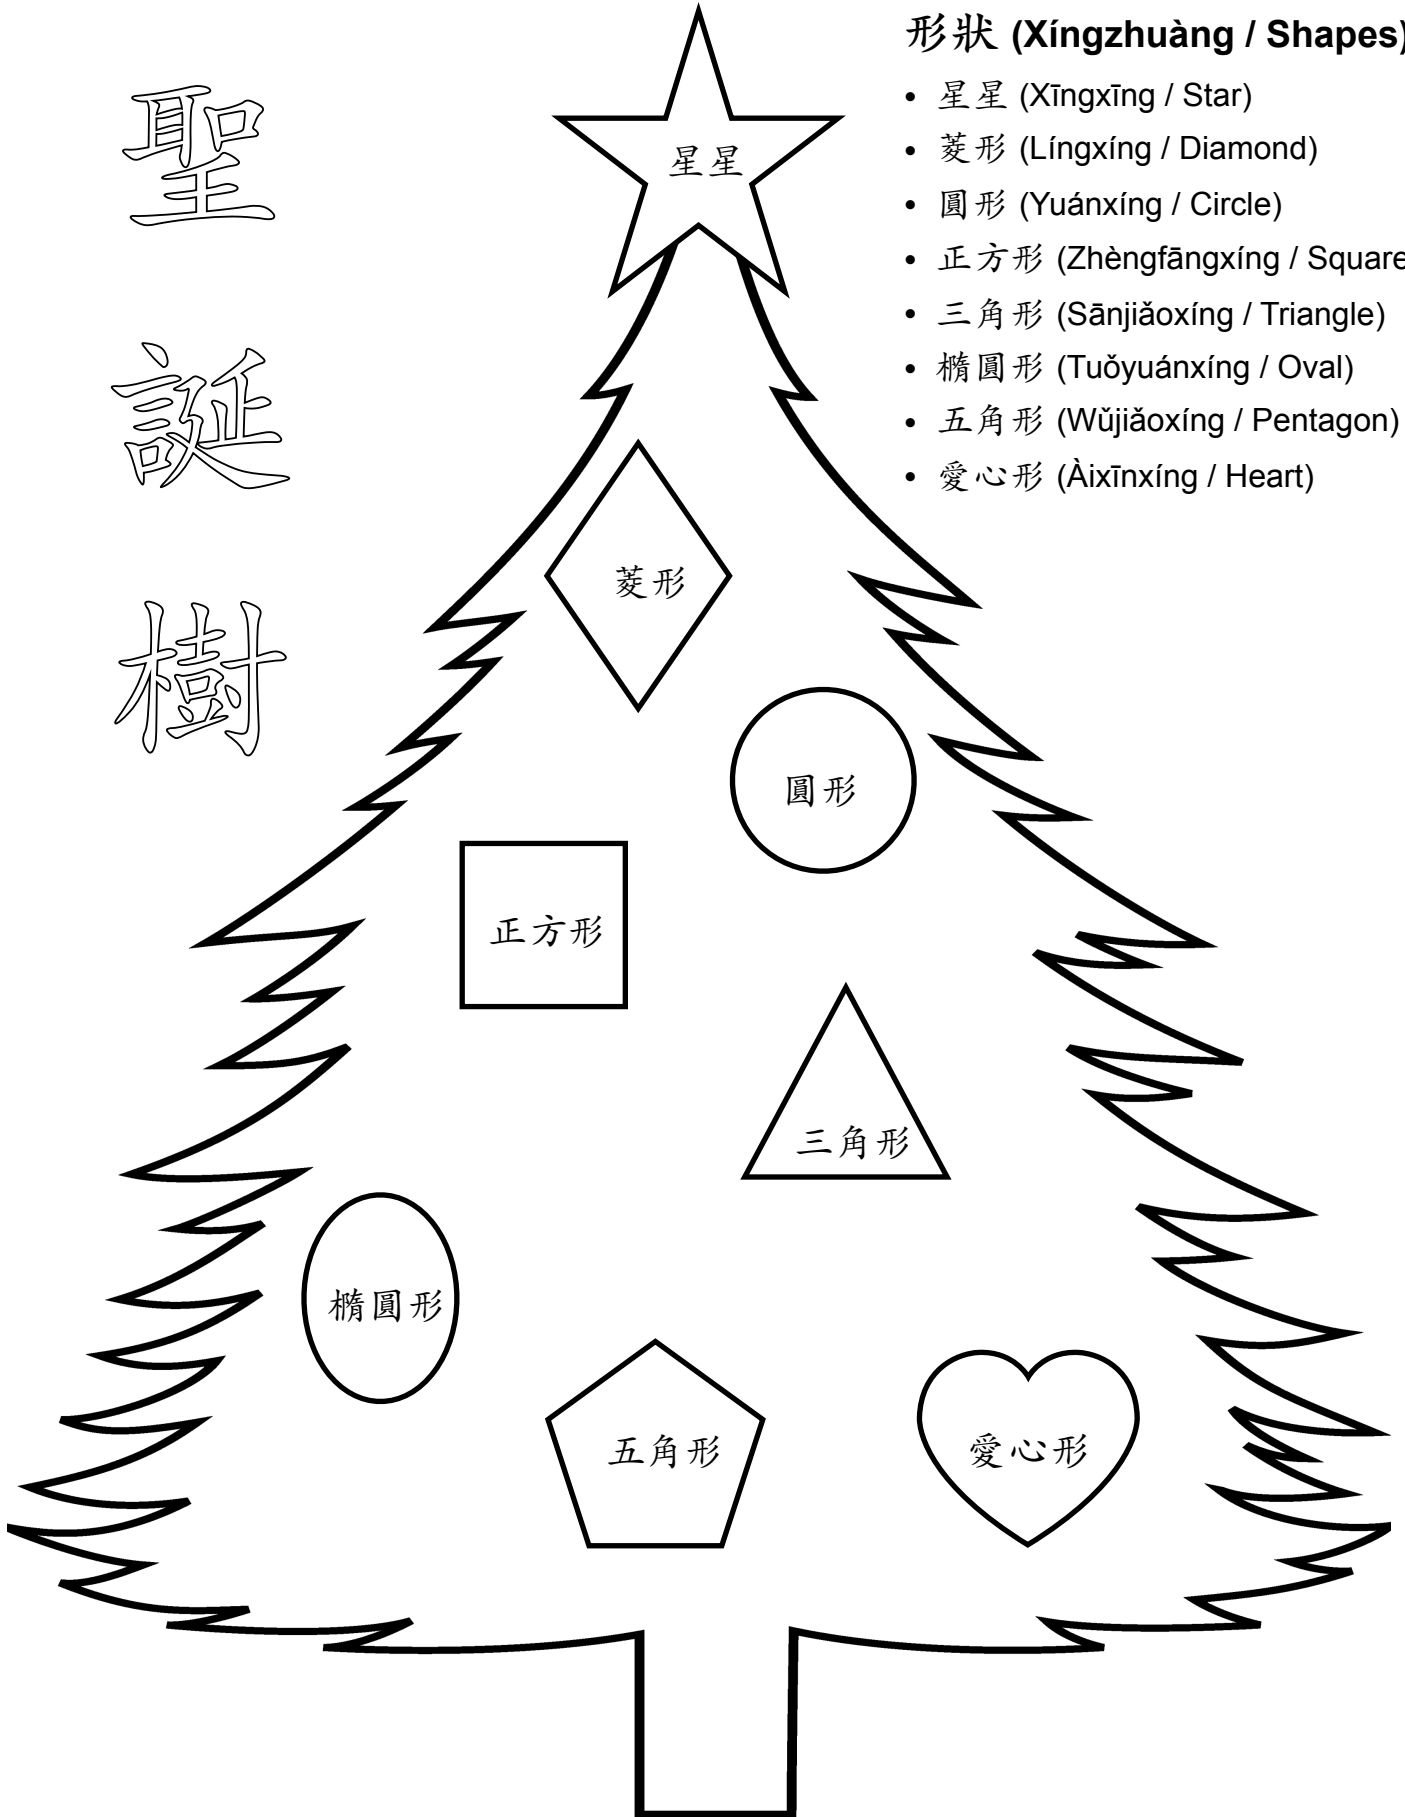 聖
誕
樹
形狀 (Xíngzhuàng / Shapes)
• 星星 (Xīngxīng / Star)
• 菱形 (Língxíng / Diamond)
• 圓形 (Yuánxíng / Circle)
• 正方形 (Zhèngfāngxíng / Square
• 三角形 (Sānjiǎoxíng / Triangle)
• 橢圓形 (Tuǒyuánxíng / Oval)
• 五角形 (Wǔjiǎoxíng / Pentagon)
• 愛心形 (Àixīnxíng / Heart)
星星
菱形
圓形
正方形
三角形
橢圓形
五角形
愛心形